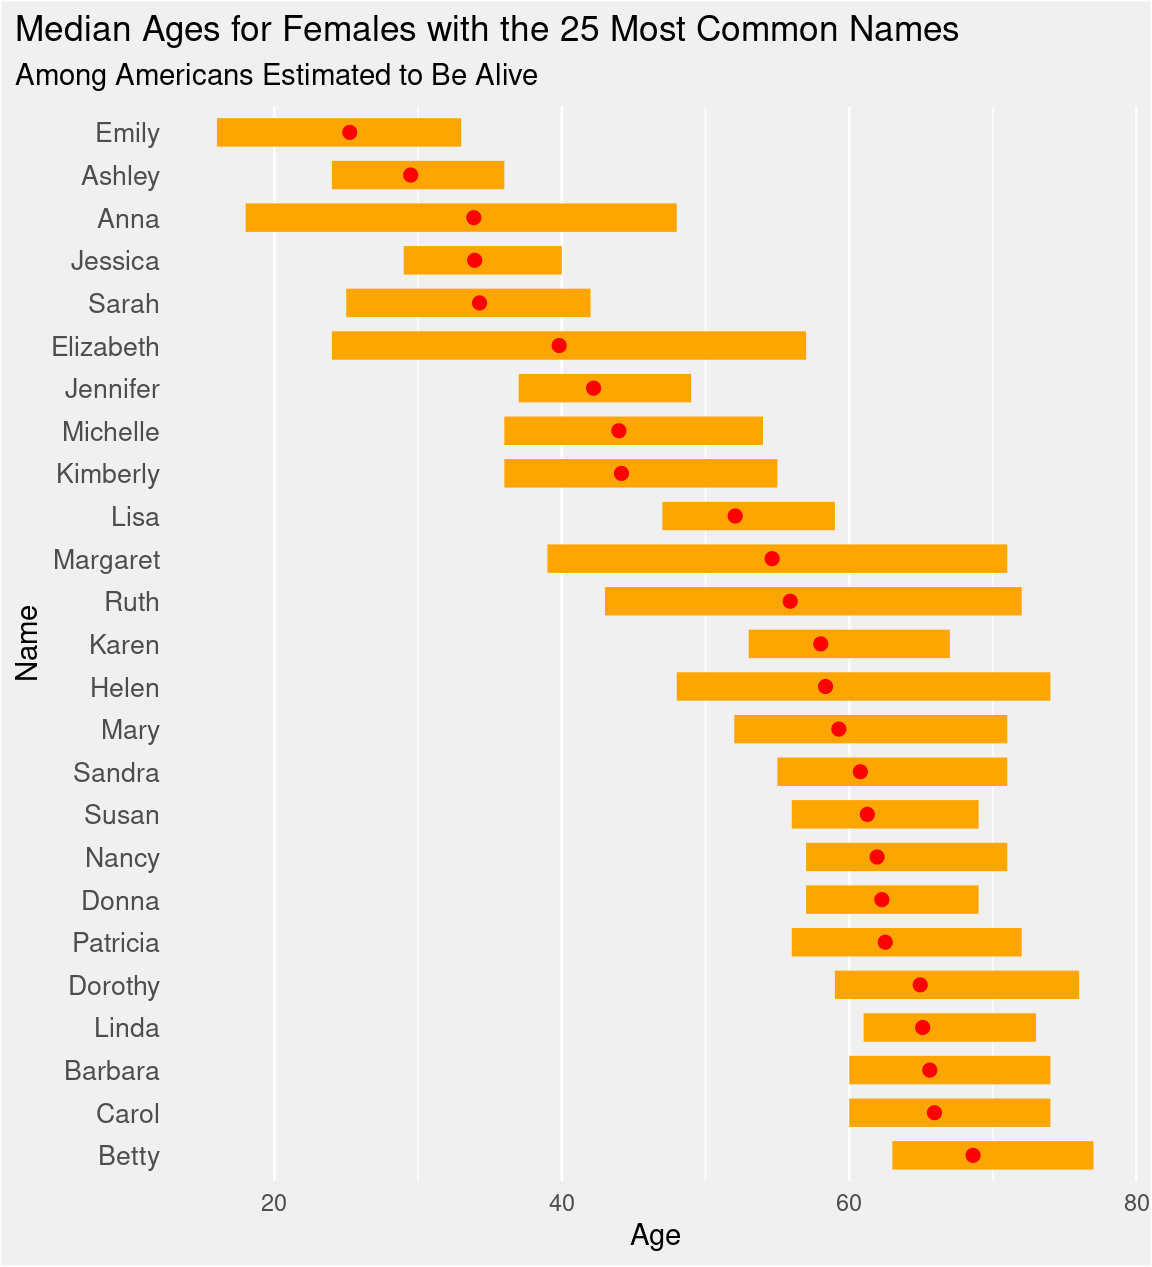 Median Ages for Females with the 25 Most Common Names
Among Americans Estimated to Be Alive
Emily
Ashley
Anna
Jessica
Sarah
Elizabeth
Jennifer
Michelle
Kimberly
Lisa
Margaret
Ruth
Karen
Helen
Mary
Sandra
Susan
Nancy
Donna
Patricia
Dorothy
Linda
Barbara
Carol
Betty
Name
20 40 60 80
Age